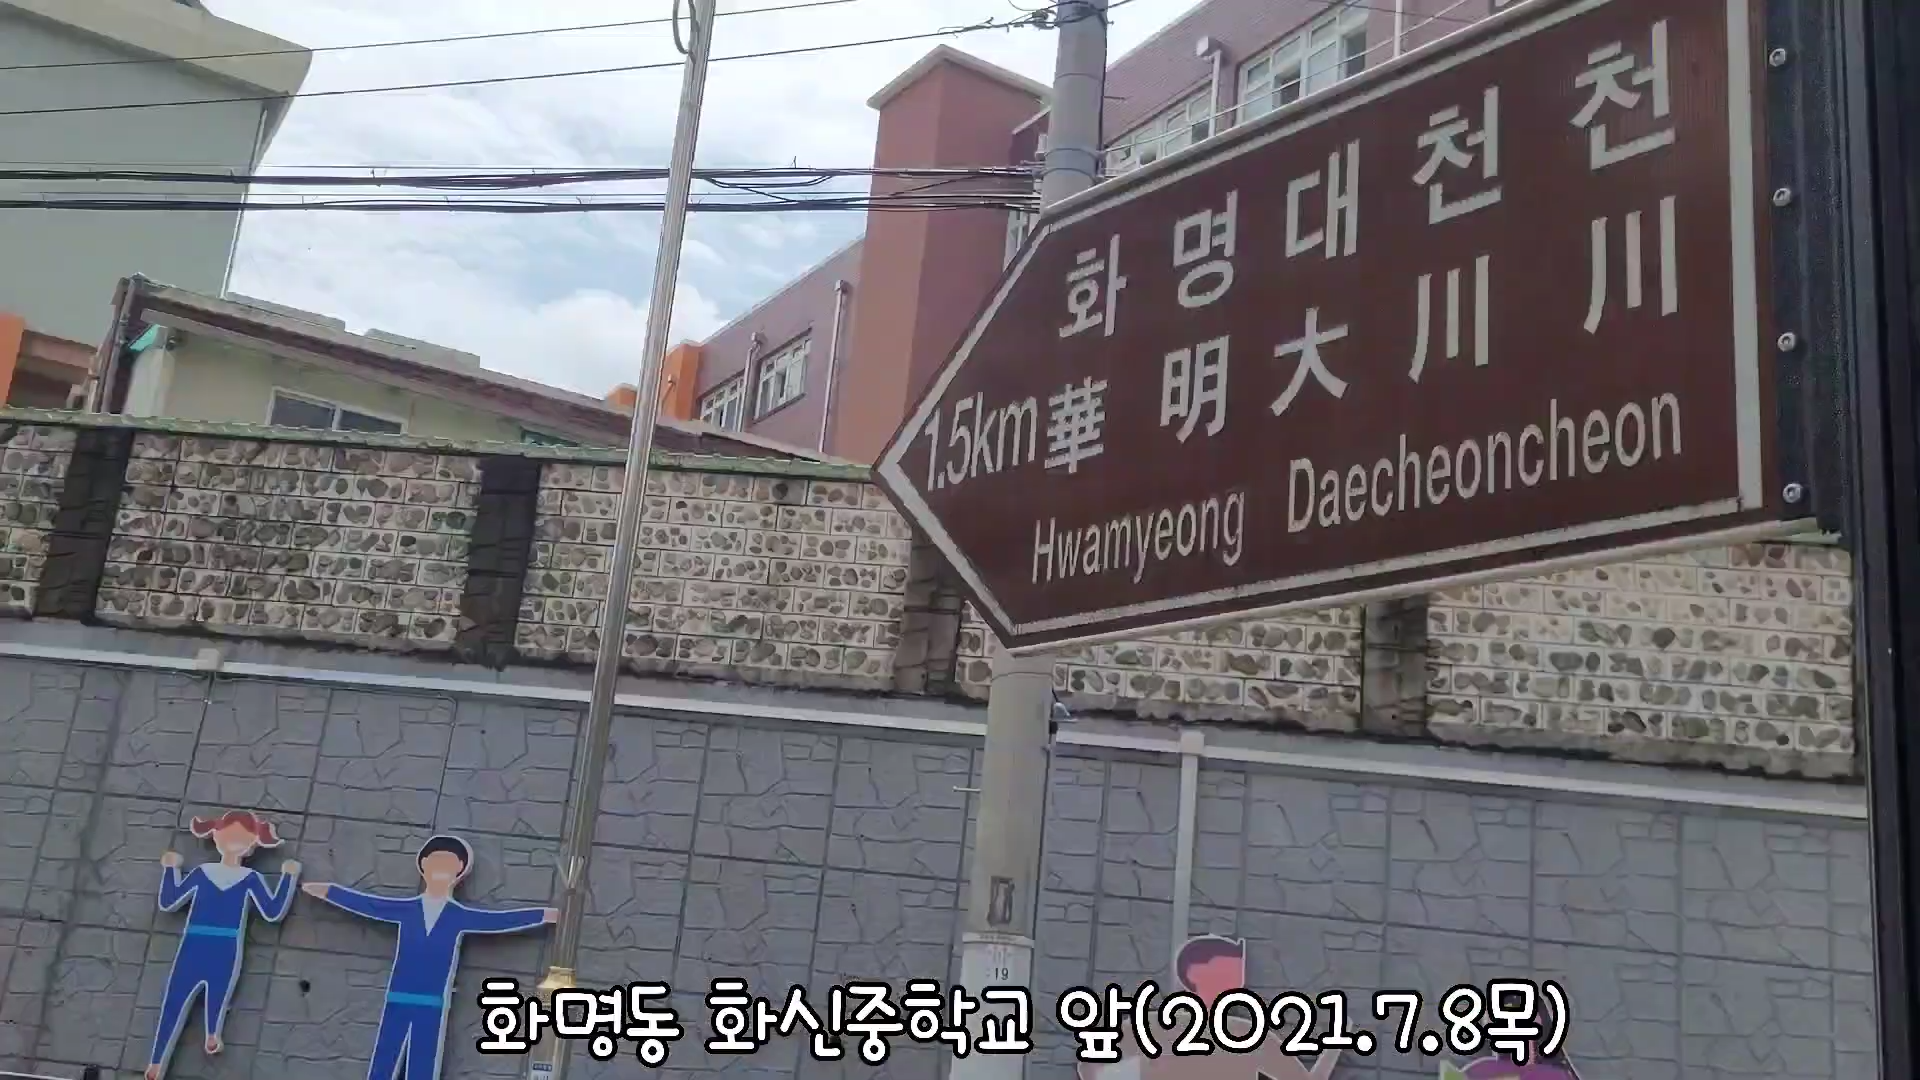 화명대천천
1.5km 華明大川川
Hwamyeong Daecheoncheon
19
화명동 화신중학교 앞(2021.7.8목)